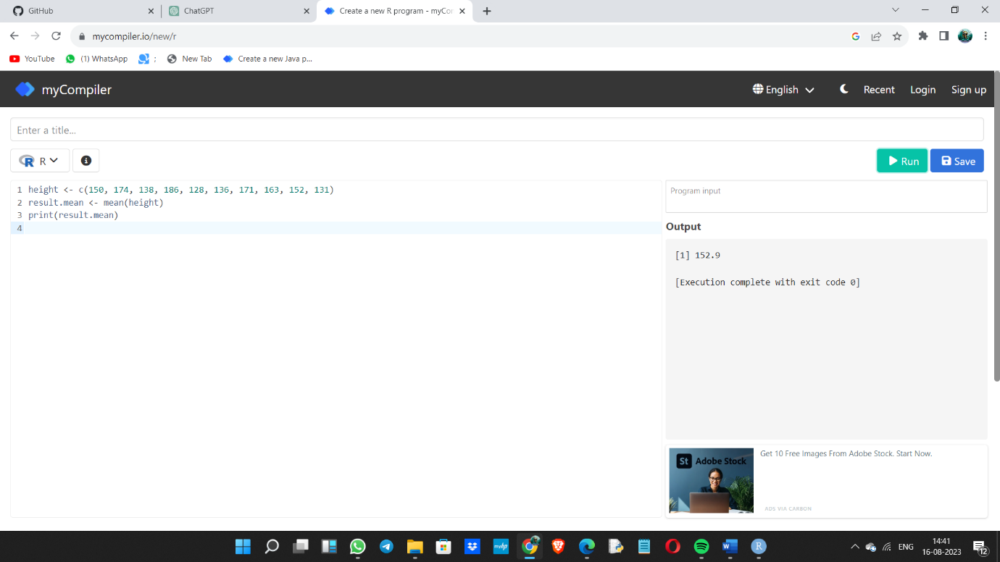 GitHub
ChatGPT
Create a new R program - myCor
mycompiler.io/new/r
YouTube
(1) WhatsApp
;
New Tab
Create a new Java p...
myCompiler
English
Recent
Login
Sign up
Enter a title...
R
Run
Save
1 height <- c(150, 174, 138, 186, 128, 136, 171, 163, 152, 131)
2 result.mean <- mean(height)
3 print(result.mean)
4
Program input
Output
[1] 152.9
[Execution complete with exit code 0]
St Adobe Stock
Get 10 Free Images From Adobe Stock. Start Now.
ADS VIA CARBON
myhp
W
R
ENG
14:41
16-08-2023
12